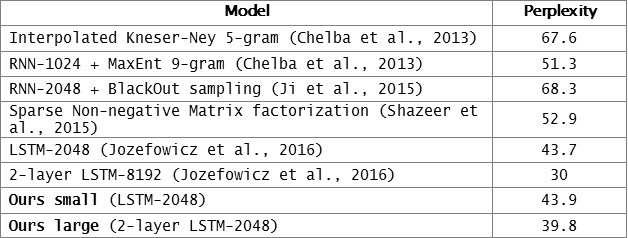 Model Perplexity
Interpolated Kneser-Ney 5-gram (Chelba et al., 2013) 67.6
RNN-1024 + MaxEnt 9-gram (Chelba et al., 2013) 51.3
RNN-2048 + BlackOut sampling (Ji et al., 2015) 68.3
Sparse Non-negative Matrix factorization (Shazeer et
al., 2015) 52.9
LSTM-2048 (Jozefowicz et al., 2016) 43.7
2-layer LSTM-8192 (Jozefowicz et al., 2016) 30
Ours small (LSTM-2048) 43.9
Ours large (2-layer LSTM-2048) 39.8